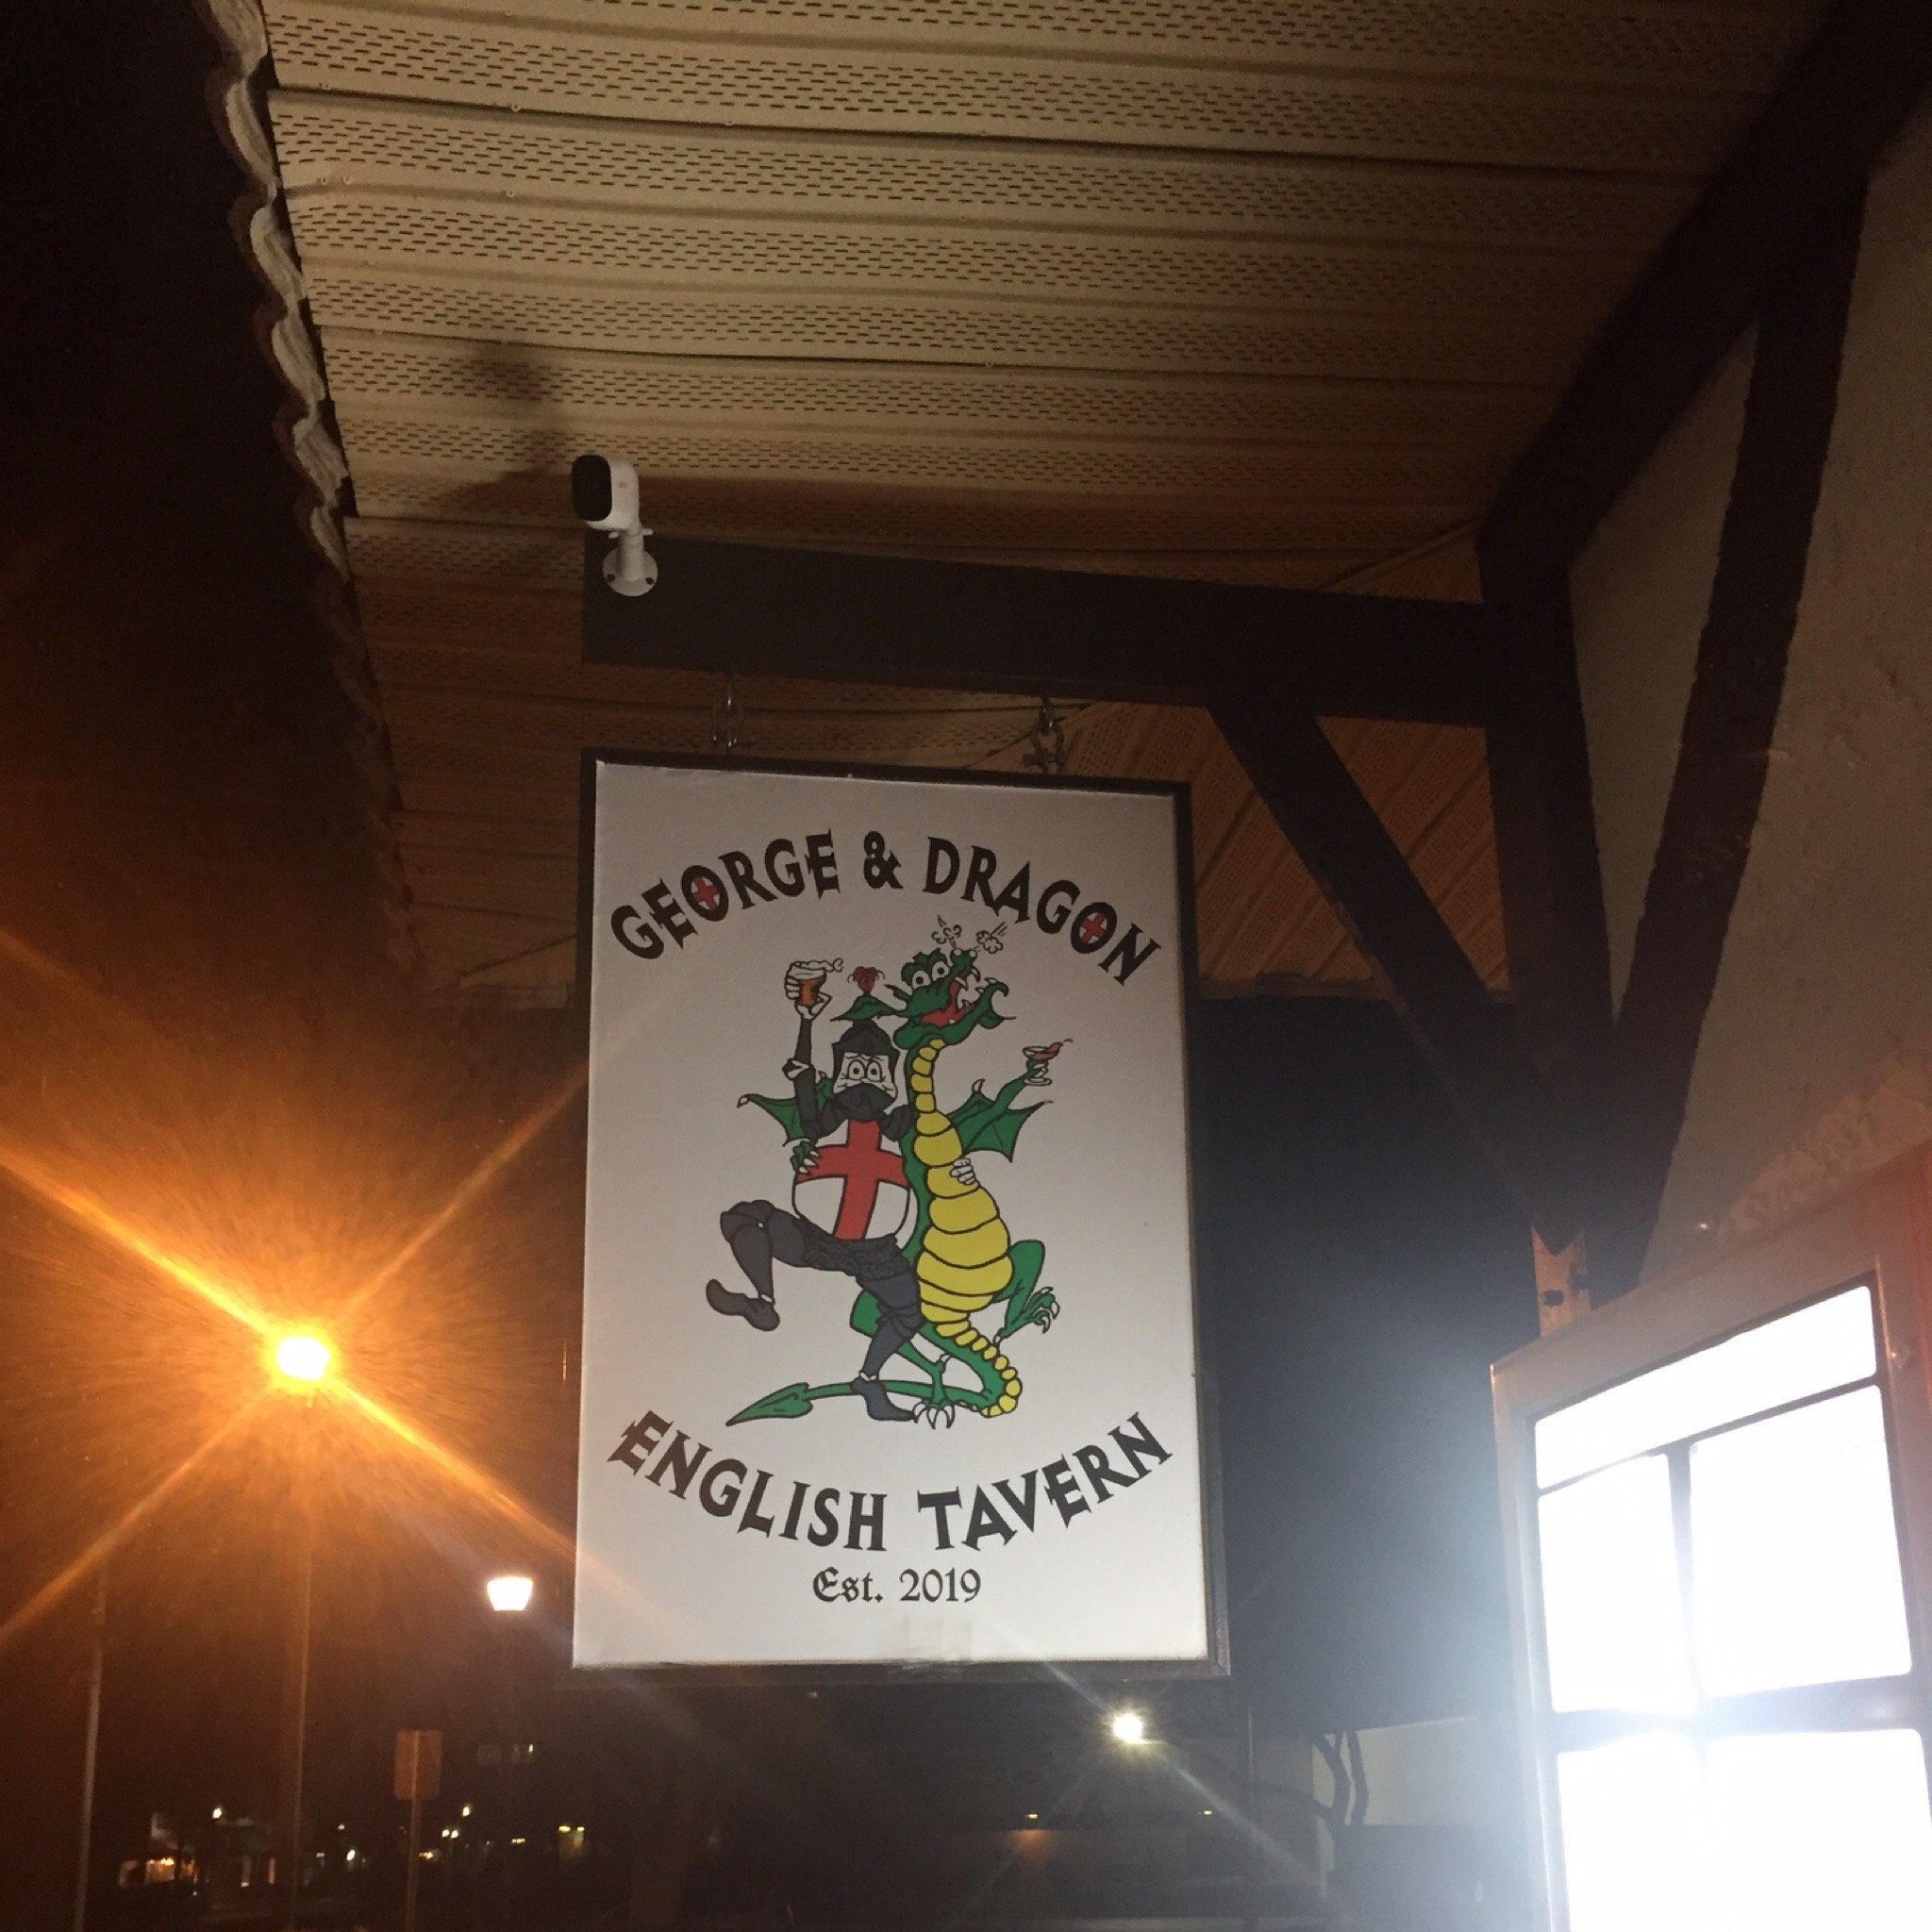 GEORGE & DRAGON
ENGLISH TAVERN
Est. 2019